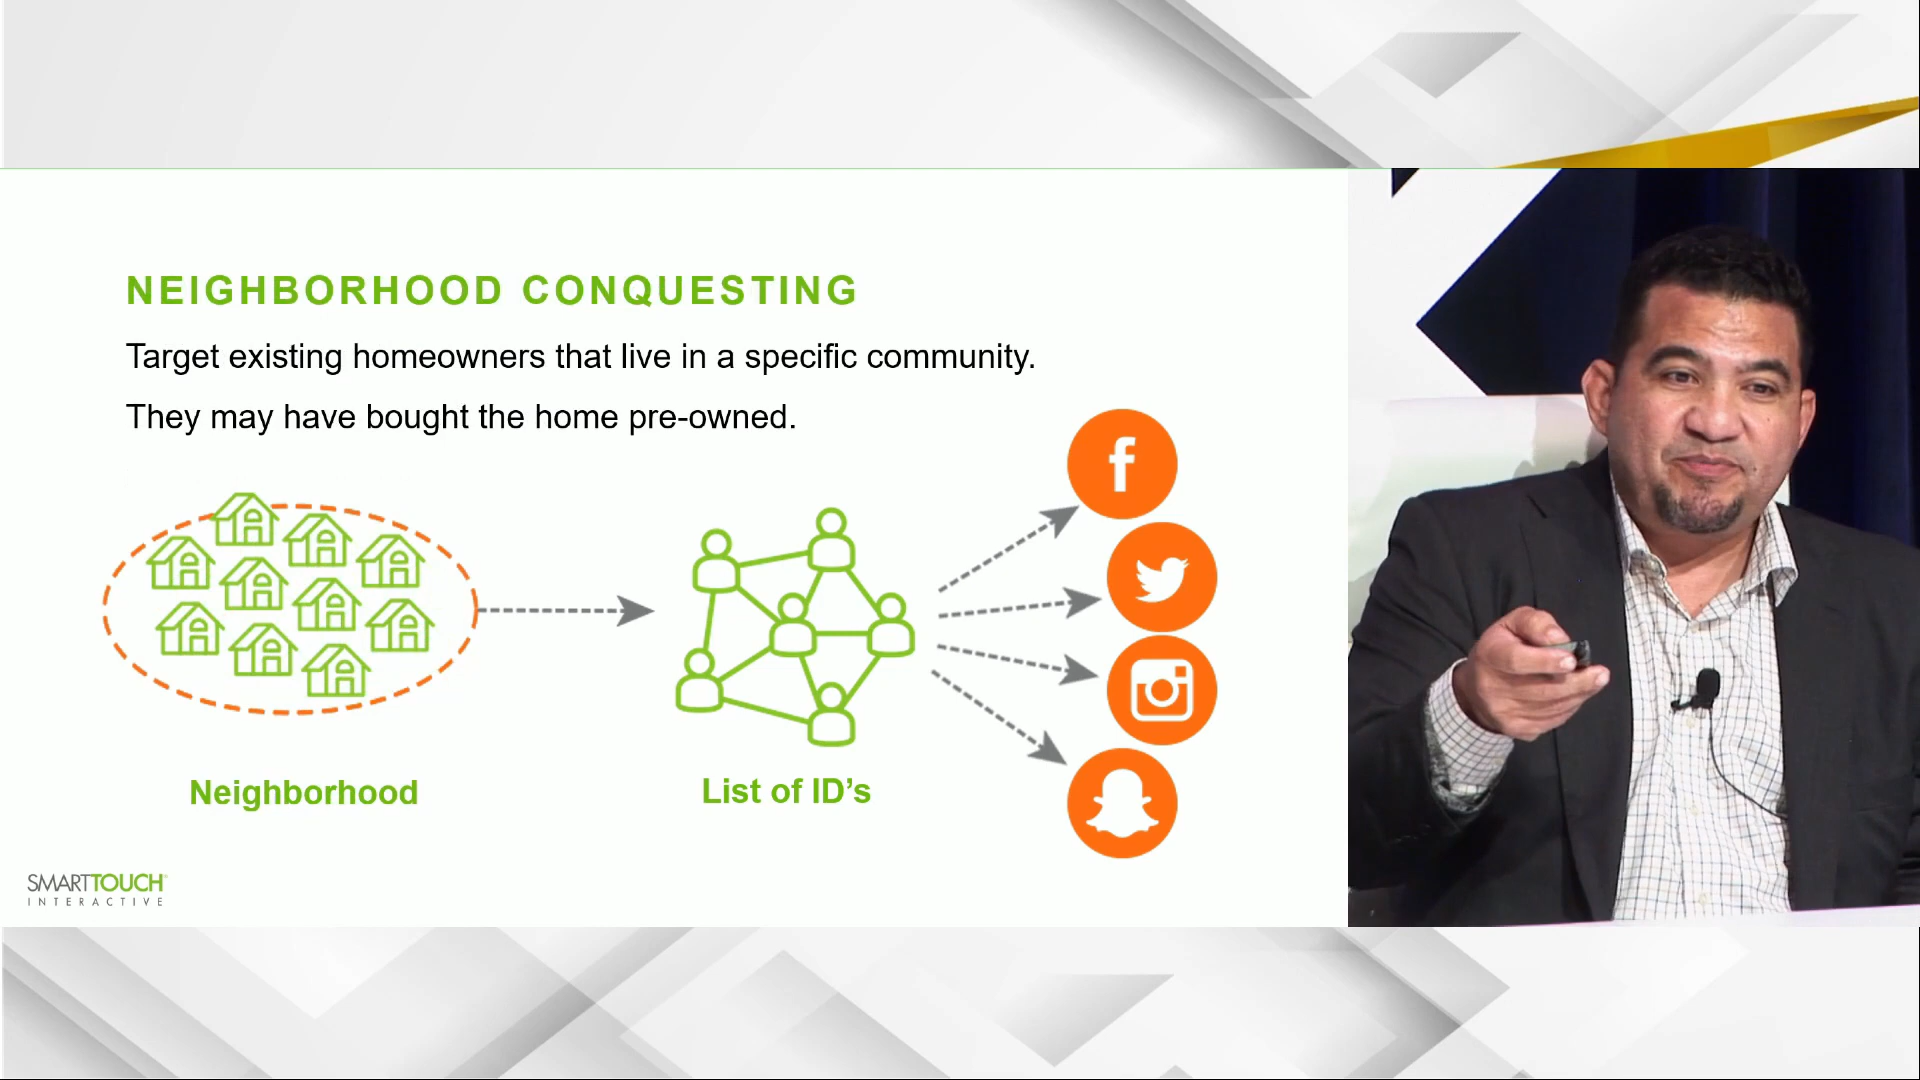 NEIGHBORHOOD CONQUESTING
Target existing homeowners that live in a specific community.
They may have bought the home pre-owned.
f
Neighborhood
List of ID’s
SMARTTOUCH
INTERACTIVE